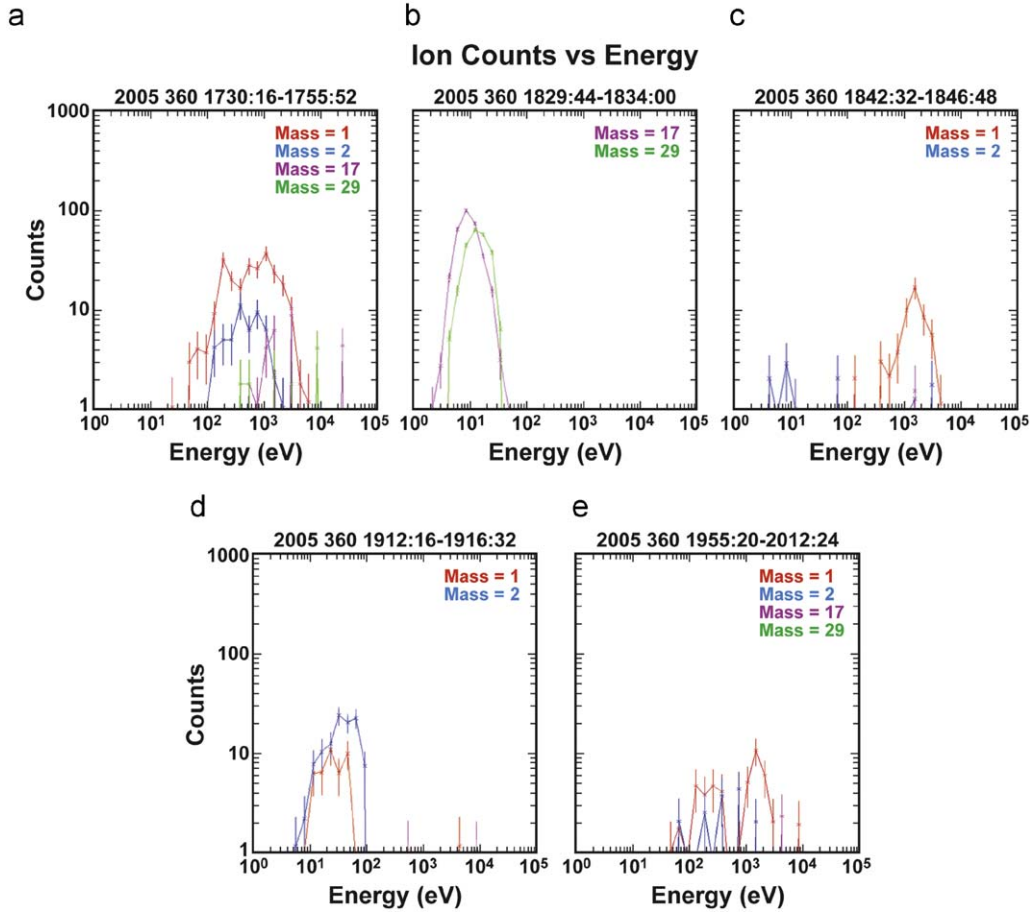 a
b
c
Ion Counts vs Energy
2005 360 1730:16-1755:52
2005 360 1829:44-1834:00
2005 360 1842:32-1846:48
1000
100
10
1
Counts
Mass = 1
Mass = 2
Mass = 17
Mass = 29
Mass = 17
Mass = 29
Mass = 1
Mass = 2
10⁰ 10¹ 10² 10³ 10⁴ 10⁵
10⁰ 10¹ 10² 10³ 10⁴ 10⁵
10⁰ 10¹ 10² 10³ 10⁴ 10⁵
Energy (eV)
Energy (eV)
Energy (eV)
d
e
2005 360 1912:16-1916:32
2005 360 1955:20-2012:24
1000
100
10
1
Counts
Mass = 1
Mass = 2
Mass = 1
Mass = 2
Mass = 17
Mass = 29
10⁰ 10¹ 10² 10³ 10⁴ 10⁵
10⁰ 10¹ 10² 10³ 10⁴ 10⁵
Energy (eV)
Energy (eV)